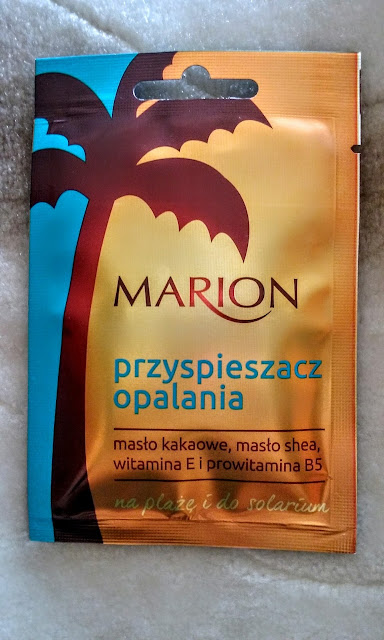 MARION
przyspieszacz
opalania
masło kakaowe, masło shea,
witamina E i prowitamina B5
na plażę i do solarium